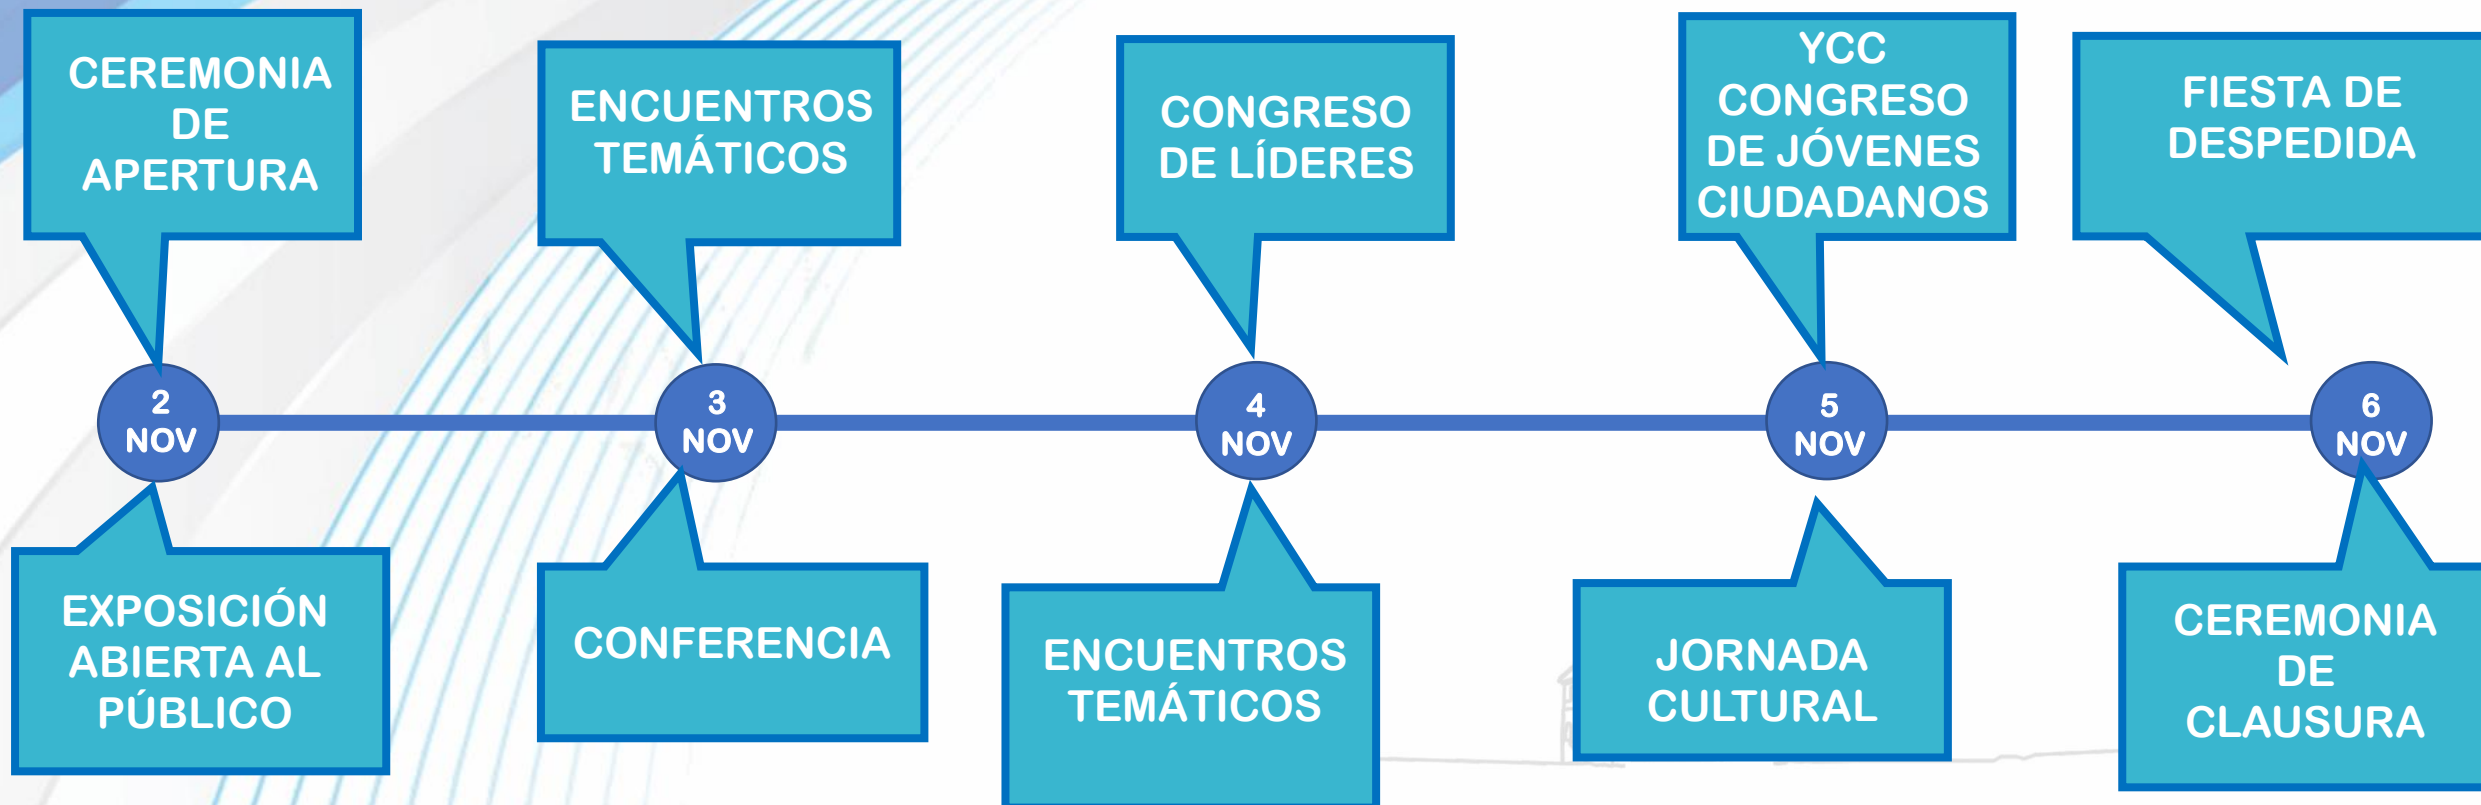 CEREMONIA
DE
APERTURA
ENCUENTROS
TEMÁTICOS
CONGRESO
DE LÍDERES
YCC
CONGRESO
DE JÓVENES
CIUDADANOS
FIESTA DE
DESPEDIDA
2
NOV
3
NOV
4
NOV
5
NOV
6
NOV
EXPOSICIÓN
ABIERTA AL
PÚBLICO
CONFERENCIA
ENCUENTROS
TEMÁTICOS
JORNADA
CULTURAL
CEREMONIA
DE
CLAUSURA